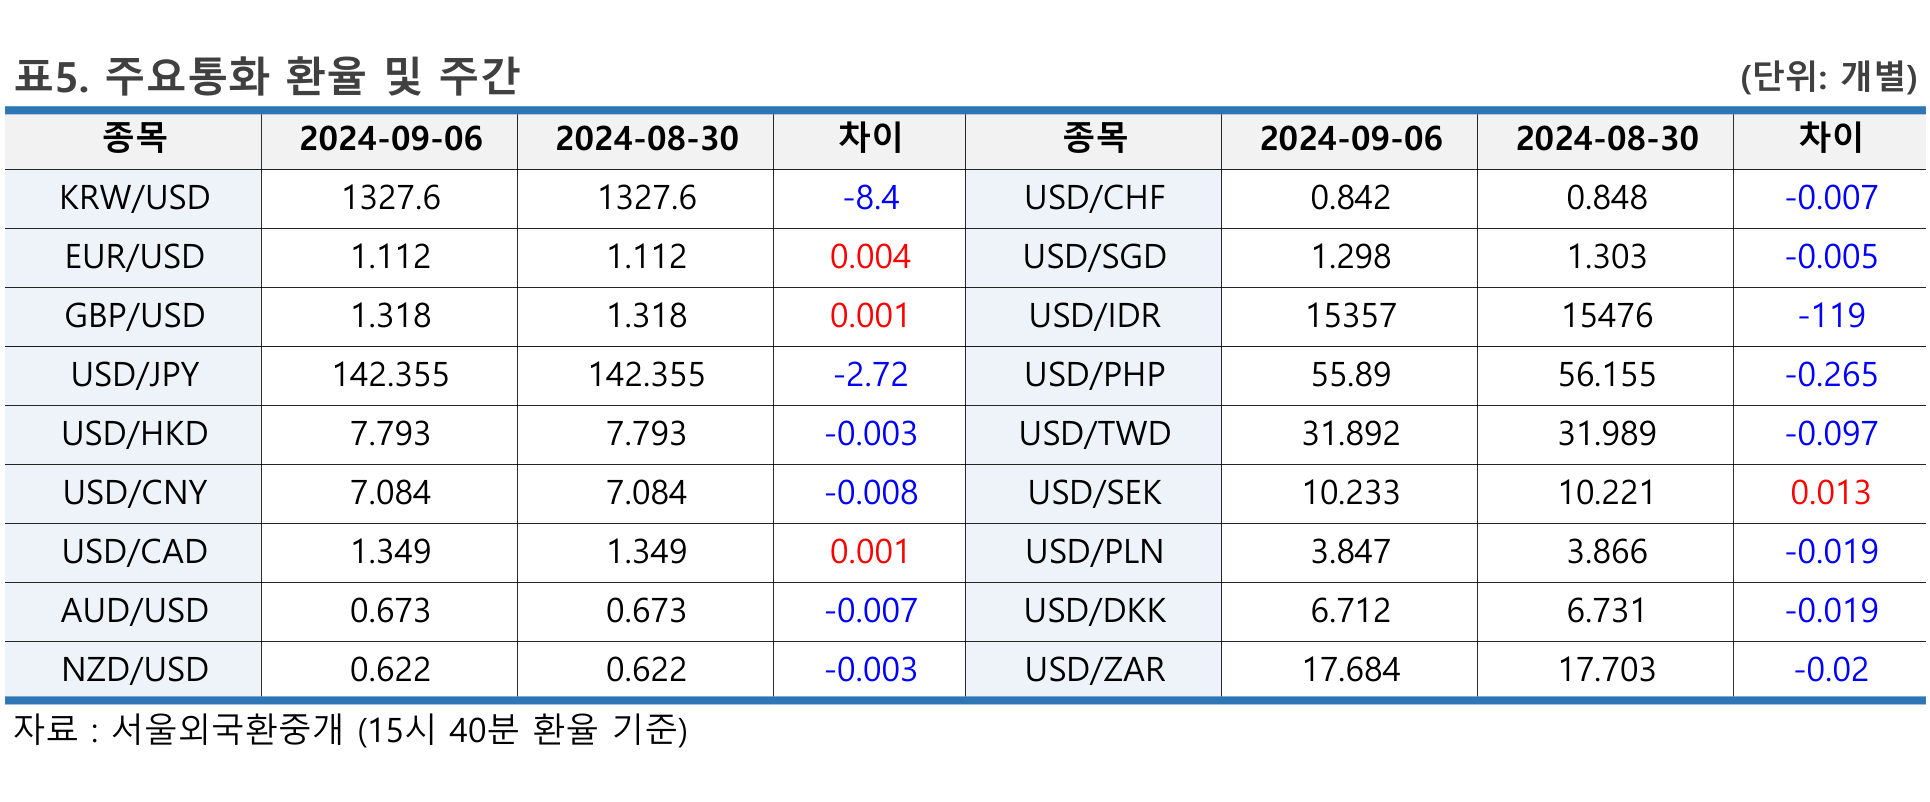 표5. 주요통화 환율 및 주간 (단위: 개별)
종목 2024-09-06 2024-08-30 차이 종목 2024-09-06 2024-08-30 차이
KRW/USD 1327.6 1327.6 -8.4 USD/CHF 0.842 0.848 -0.007
EUR/USD 1.112 1.112 0.004 USD/SGD 1.298 1.303 -0.005
GBP/USD 1.318 1.318 0.001 USD/IDR 15357 15476 -119
USD/JPY 142.355 142.355 -2.72 USD/PHP 55.89 56.155 -0.265
USD/HKD 7.793 7.793 -0.003 USD/TWD 31.892 31.989 -0.097
USD/CNY 7.084 7.084 -0.008 USD/SEK 10.233 10.221 0.013
USD/CAD 1.349 1.349 0.001 USD/PLN 3.847 3.866 -0.019
AUD/USD 0.673 0.673 -0.007 USD/DKK 6.712 6.731 -0.019
NZD/USD 0.622 0.622 -0.003 USD/ZAR 17.684 17.703 -0.02
자료 : 서울외국환중개 (15시 40분 환율 기준)